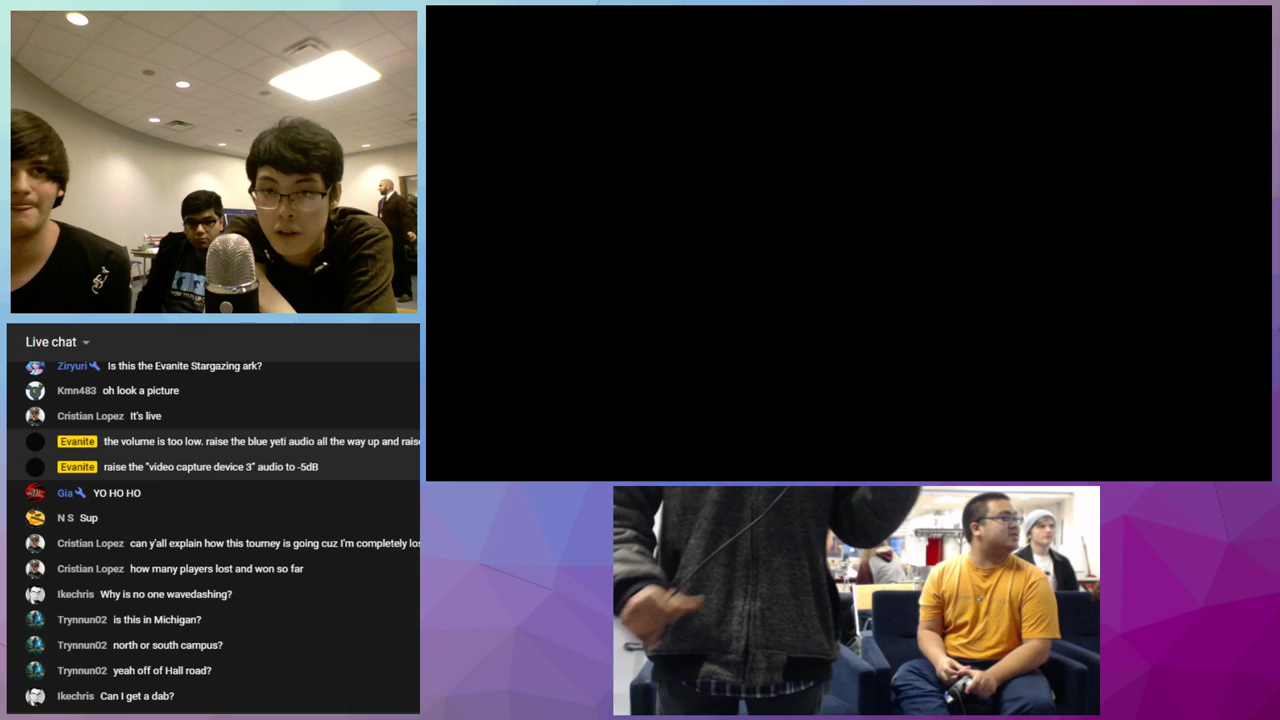 Live chat
Ziryuri Is this the Evanite Stargazing ark?
Kmn483 oh look a picture
Cristian Lopez It's live
Evanite the volume is too low. raise the blue yeti audio all the way up and raise
Evanite raise the "video capture device 3" audio to -5dB
Gia YO HO HO
N S Sup
Cristian Lopez can y'all explain how this tourney is going cuz I'm completely los
Cristian Lopez how many players lost and won so far
Ikechris Why is no one wavedashing?
Trynnun02 is this in Michigan?
Trynnun02 north or south campus?
Trynnun02 yeah off of Hall road?
Ikechris Can I get a dab?